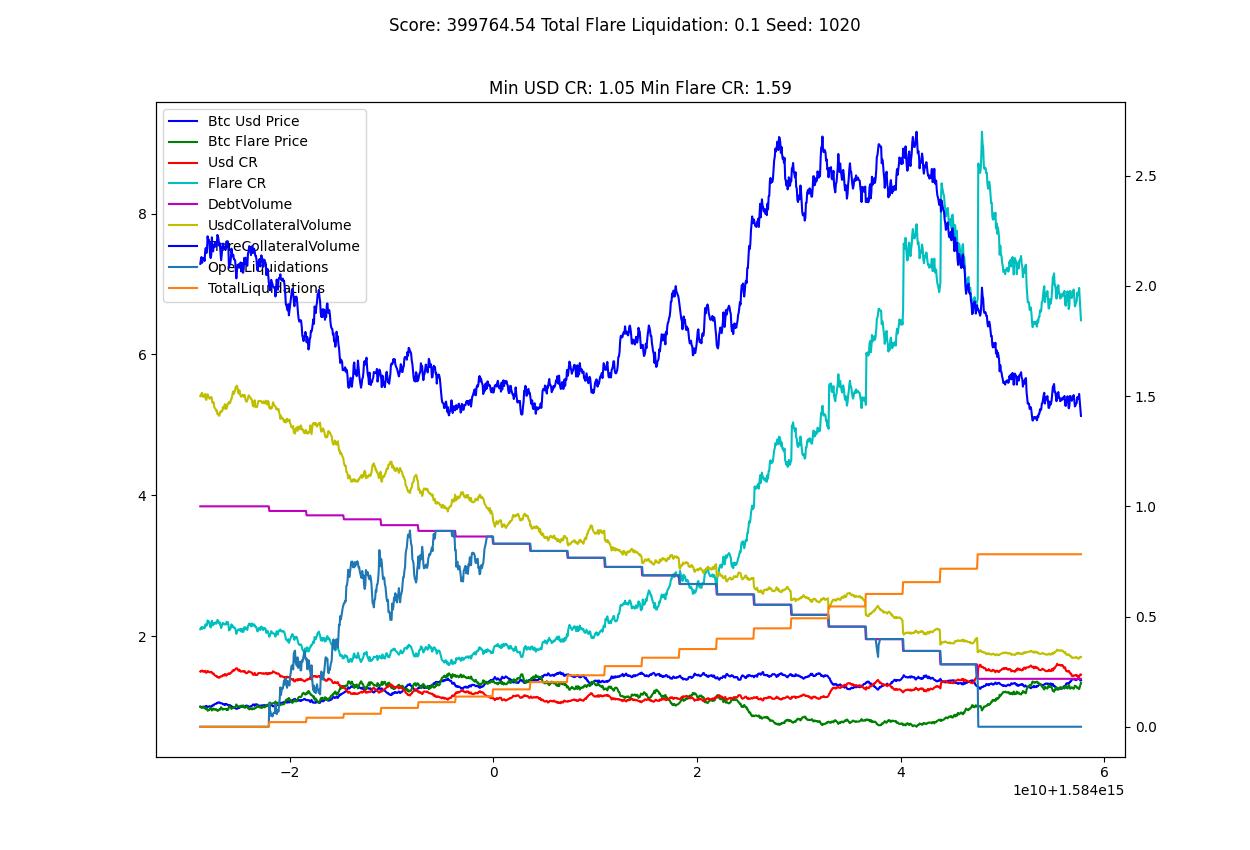 Score: 399764.54 Total Flare Liquidation: 0.1 Seed: 1020
Min USD CR: 1.05 Min Flare CR: 1.59
Btc Usd Price
Btc Flare Price
Usd CR
Flare CR
DebtVolume
UsdCollateralVolume
FlareCollateralVolume
OpenLiquidations
TotalLiquidations
8
6
4
2
2.5
2.0
1.5
1.0
0.5
0.0
−2 0 2 4 6
1e10+1.584e15